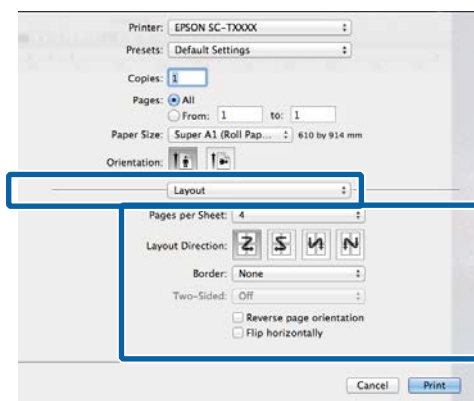 Printer: EPSON SC-TXXXX
Presets: Default Settings
Copies: 1
Pages: All
From: 1 to: 1
Paper Size: Super A1 (Roll Pap... 610 by 914 mm
Orientation:
Layout
Pages per Sheet: 4
Layout Direction:
Border: None
Two-Sided: Off
Reverse page orientation
Flip horizontally
Cancel Print